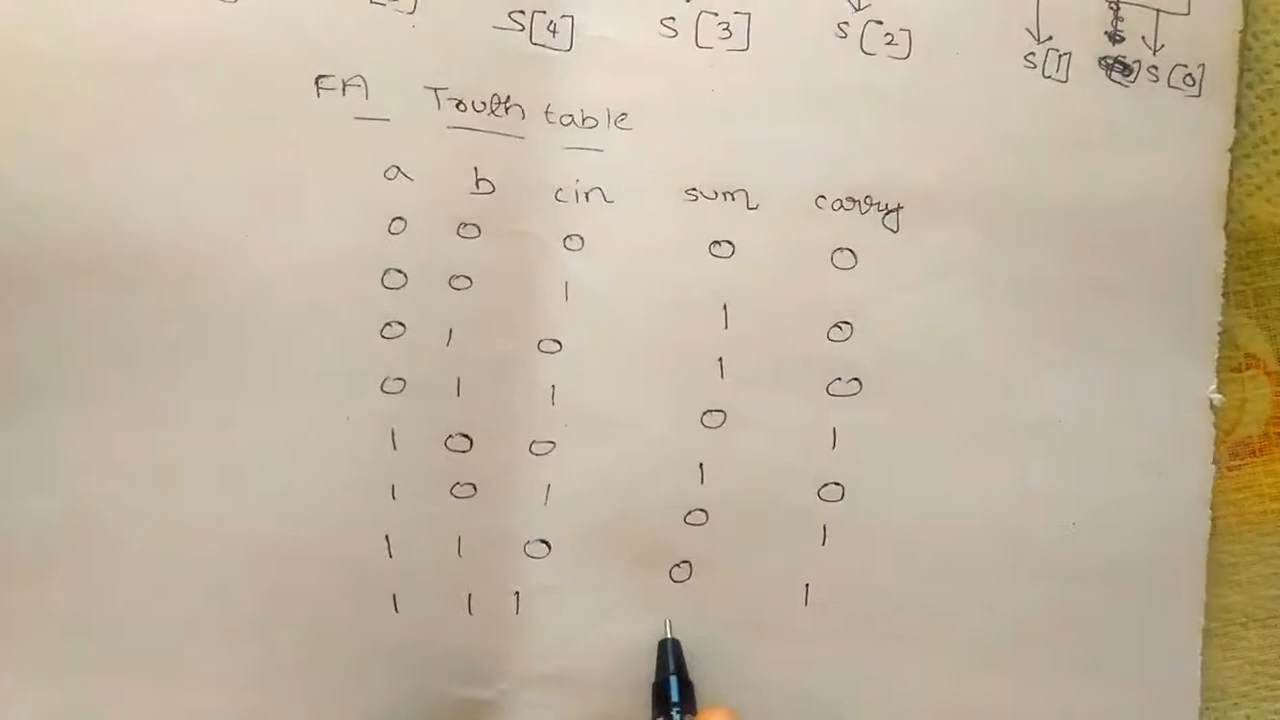 S[4] S[3] S[2] S[1] S[0]
FA Truth table
a b cin sum carry
0 0 0 0 0
0 0 1 1 0
0 1 0 1 0
0 1 1 0 1
1 0 0 1 0
1 0 1 0 1
1 1 0 0 1
1 1 1